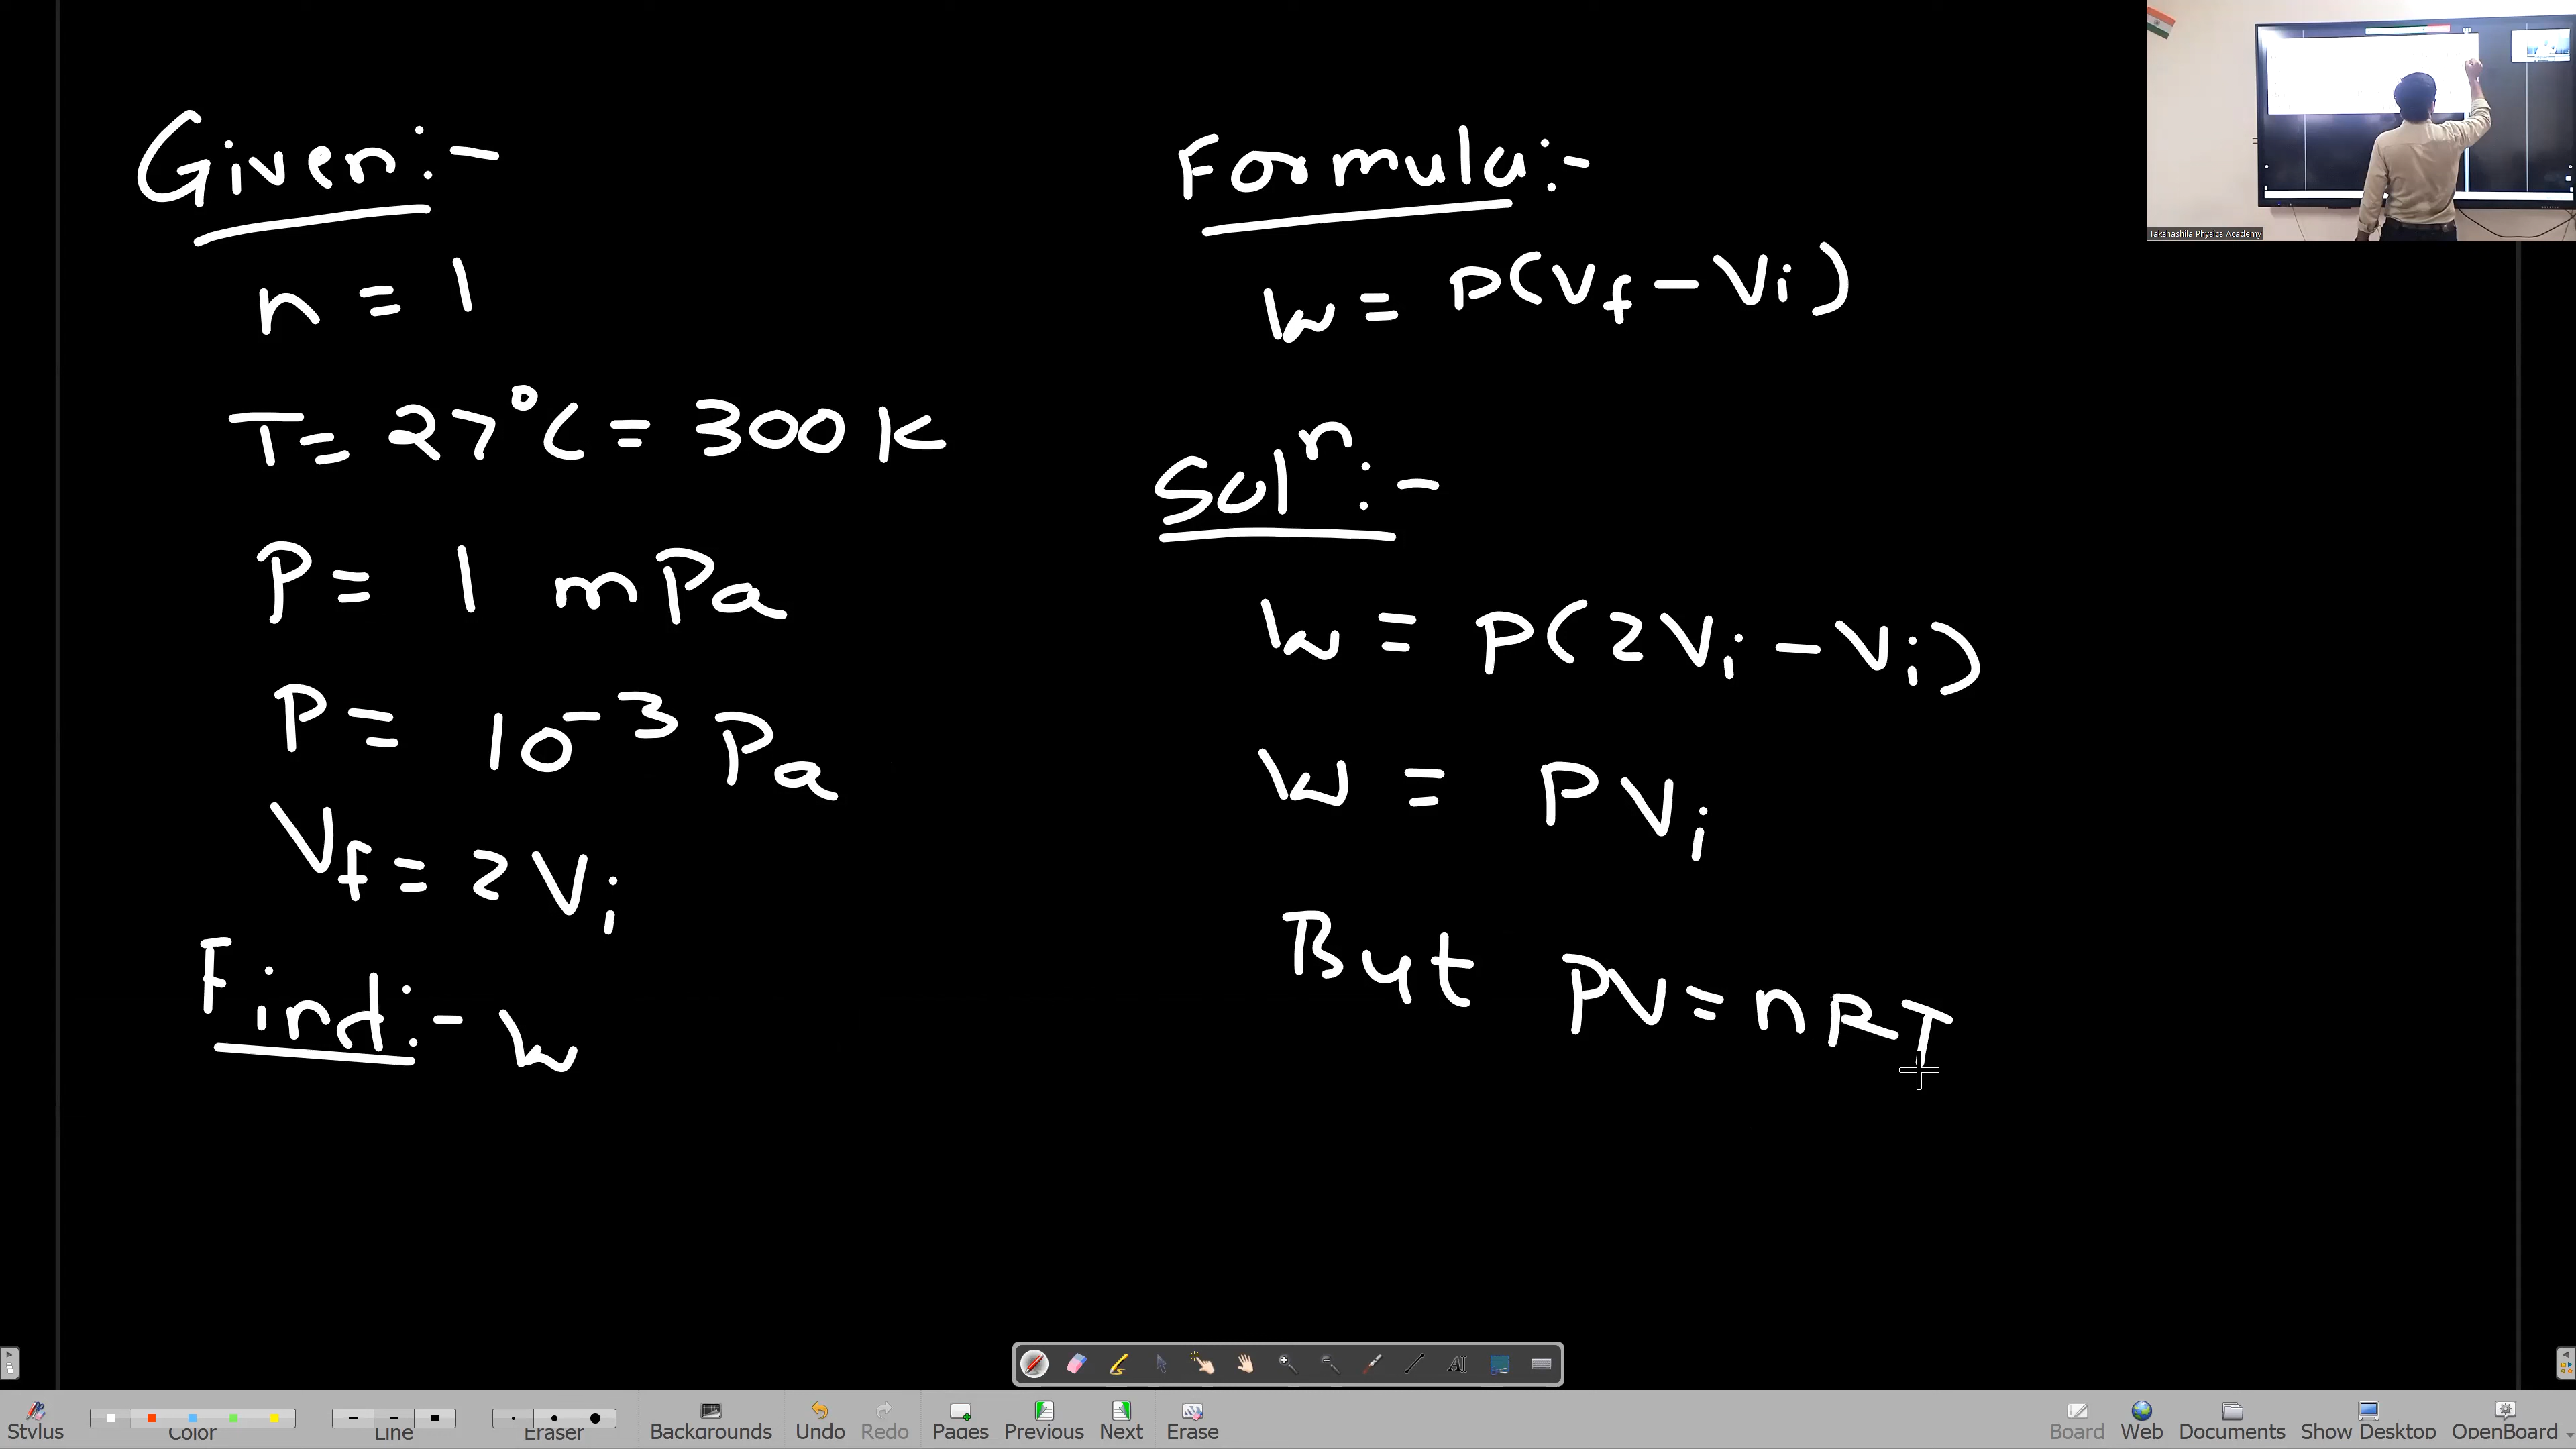 Given:-
n = 1
T = 27°C = 300 K
P = 1 mPa
P = 10⁻³ Pa
Vf = 2 Vi
Find:- W
Formula:-
W = P(Vf - Vi)
Solⁿ:-
W = P(2Vi - Vi)
W = PVi
But PV = nRT
Takshashila Physics Academy
Stylus
Color
Line
Eraser
Backgrounds
Undo
Redo
Pages
Previous
Next
Erase
Board
Web
Documents
Show Desktop
OpenBoard